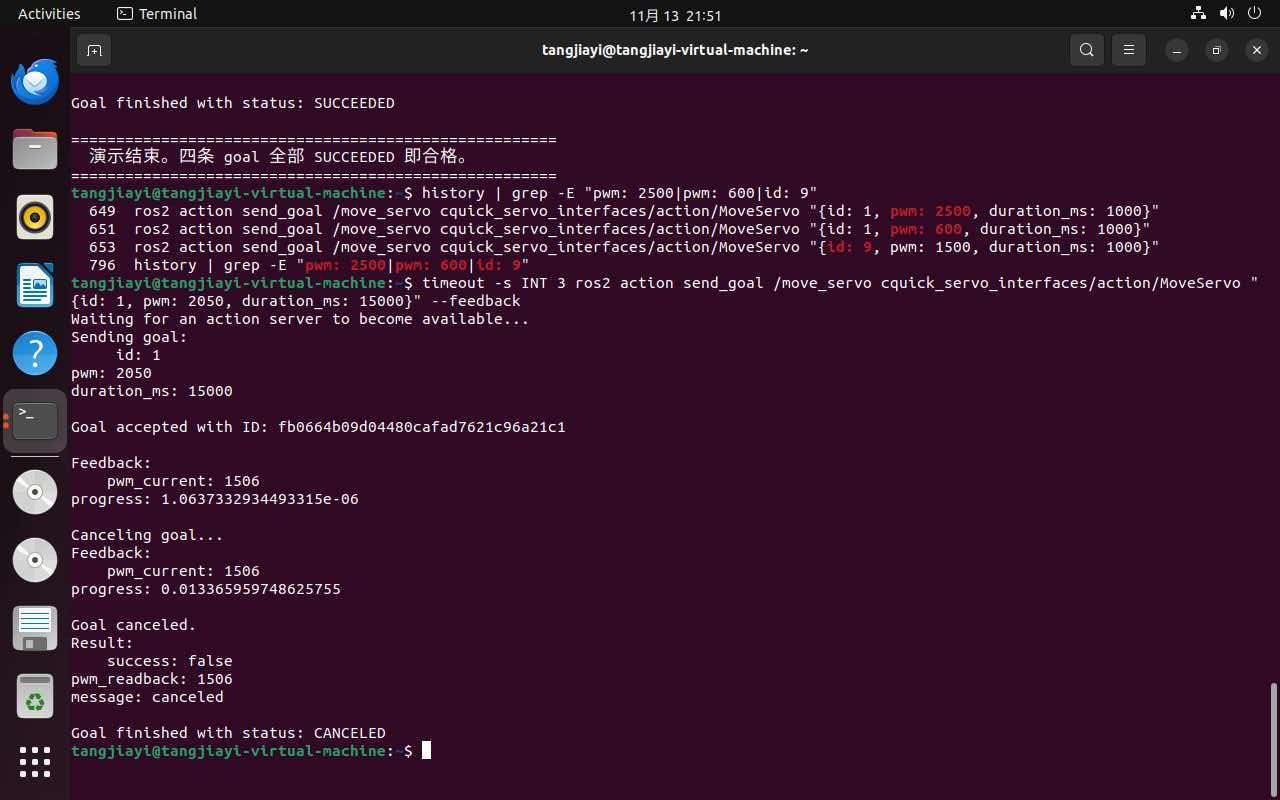 Activities
Terminal
11月 13 21:51
tangjiayi@tangjiayi-virtual-machine: ~
Goal finished with status: SUCCEEDED
======================================================
演示结束。四条 goal 全部 SUCCEEDED 即合格。
======================================================
tangjiayi@tangjiayi-virtual-machine:~$ history | grep -E "pwm: 2500|pwm: 600|id: 9"
649 ros2 action send_goal /move_servo cquick_servo_interfaces/action/MoveServo "{id: 1, pwm: 2500, duration_ms: 1000}"
651 ros2 action send_goal /move_servo cquick_servo_interfaces/action/MoveServo "{id: 1, pwm: 600, duration_ms: 1000}"
653 ros2 action send_goal /move_servo cquick_servo_interfaces/action/MoveServo "{id: 9, pwm: 1500, duration_ms: 1000}"
796 history | grep -E "pwm: 2500|pwm: 600|id: 9"
tangjiayi@tangjiayi-virtual-machine:~$ timeout -s INT 3 ros2 action send_goal /move_servo cquick_servo_interfaces/action/MoveServo "
{id: 1, pwm: 2050, duration_ms: 15000}" --feedback
Waiting for an action server to become available...
Sending goal:
id: 1
pwm: 2050
duration_ms: 15000
Goal accepted with ID: fb0664b09d04480cafad7621c96a21c1
Feedback:
pwm_current: 1506
progress: 1.0637332934493315e-06
Canceling goal...
Feedback:
pwm_current: 1506
progress: 0.013365959748625755
Goal canceled.
Result:
success: false
pwm_readback: 1506
message: canceled
Goal finished with status: CANCELED
tangjiayi@tangjiayi-virtual-machine:~$